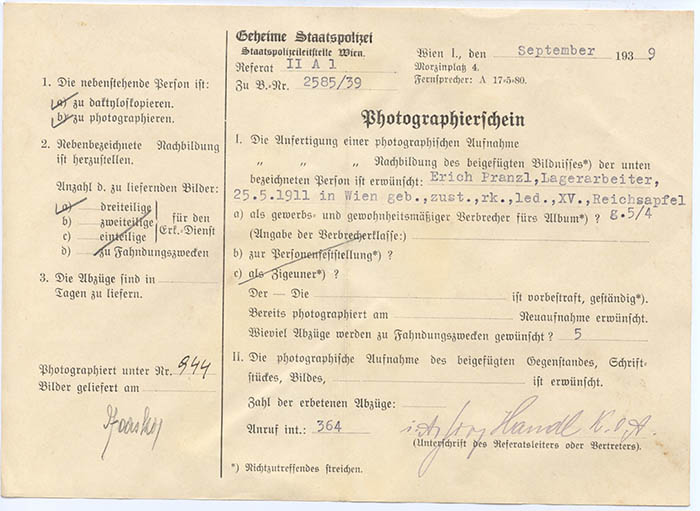 1. Die nebenstehende Person ist:
a) zu daktyloskopieren.
b) zu photographieren.
2. Nebenbezeichnete Nachbildung
ist herzustellen.
Anzahl d. zu liefernden Bilder:
a) dreiteilige
b) zweiteilige
c) einteilige
für den
Erk.-Dienst
d) zu Fahndungszwecken
3. Die Abzüge sind in
Tagen zu liefern.
Photographiert unter Nr. 944
Bilder geliefert am
Geheime Staatspolizei
Staatspolizeileitstelle Wien.
Referat II A 1
Zu B.-Nr. 2585/39
Wien I., den September 1939
Morzinplatz 4.
Fernsprecher: A 17-5-80.
Photographierschein
I. Die Anfertigung einer photographischen Aufnahme
„ „ „ Nachbildung des beigefügten Bildnisses*) der unten
bezeichneten Person ist erwünscht: Erich Pranzl, Lagerarbeiter,
25.5.1911 in Wien geb.,zust.,rk.,led.,XV.,Reichsapfel
g.5/4
a) als gewerbs- und gewohnheitsmäßiger Verbrecher fürs Album*) ?
(Angabe der Verbrecherklasse:)
b) zur Personenfeststellung*) ?
c) als Zigeuner*) ?
Der — Die ist vorbestraft, geständig*).
Bereits photographiert am Neuaufnahme erwünscht.
Wieviel Abzüge werden zu Fahndungszwecken gewünscht ? 5
II. Die photographische Aufnahme des beigefügten Gegenstandes, Schrift-
stückes, Bildes, ist erwünscht.
Zahl der erbetenen Abzüge:
Anruf int.: 364
Handl K.O.A.
(Unterschrift des Referatsleiters oder Vertreters).
*) Nichtzutreffendes streichen.